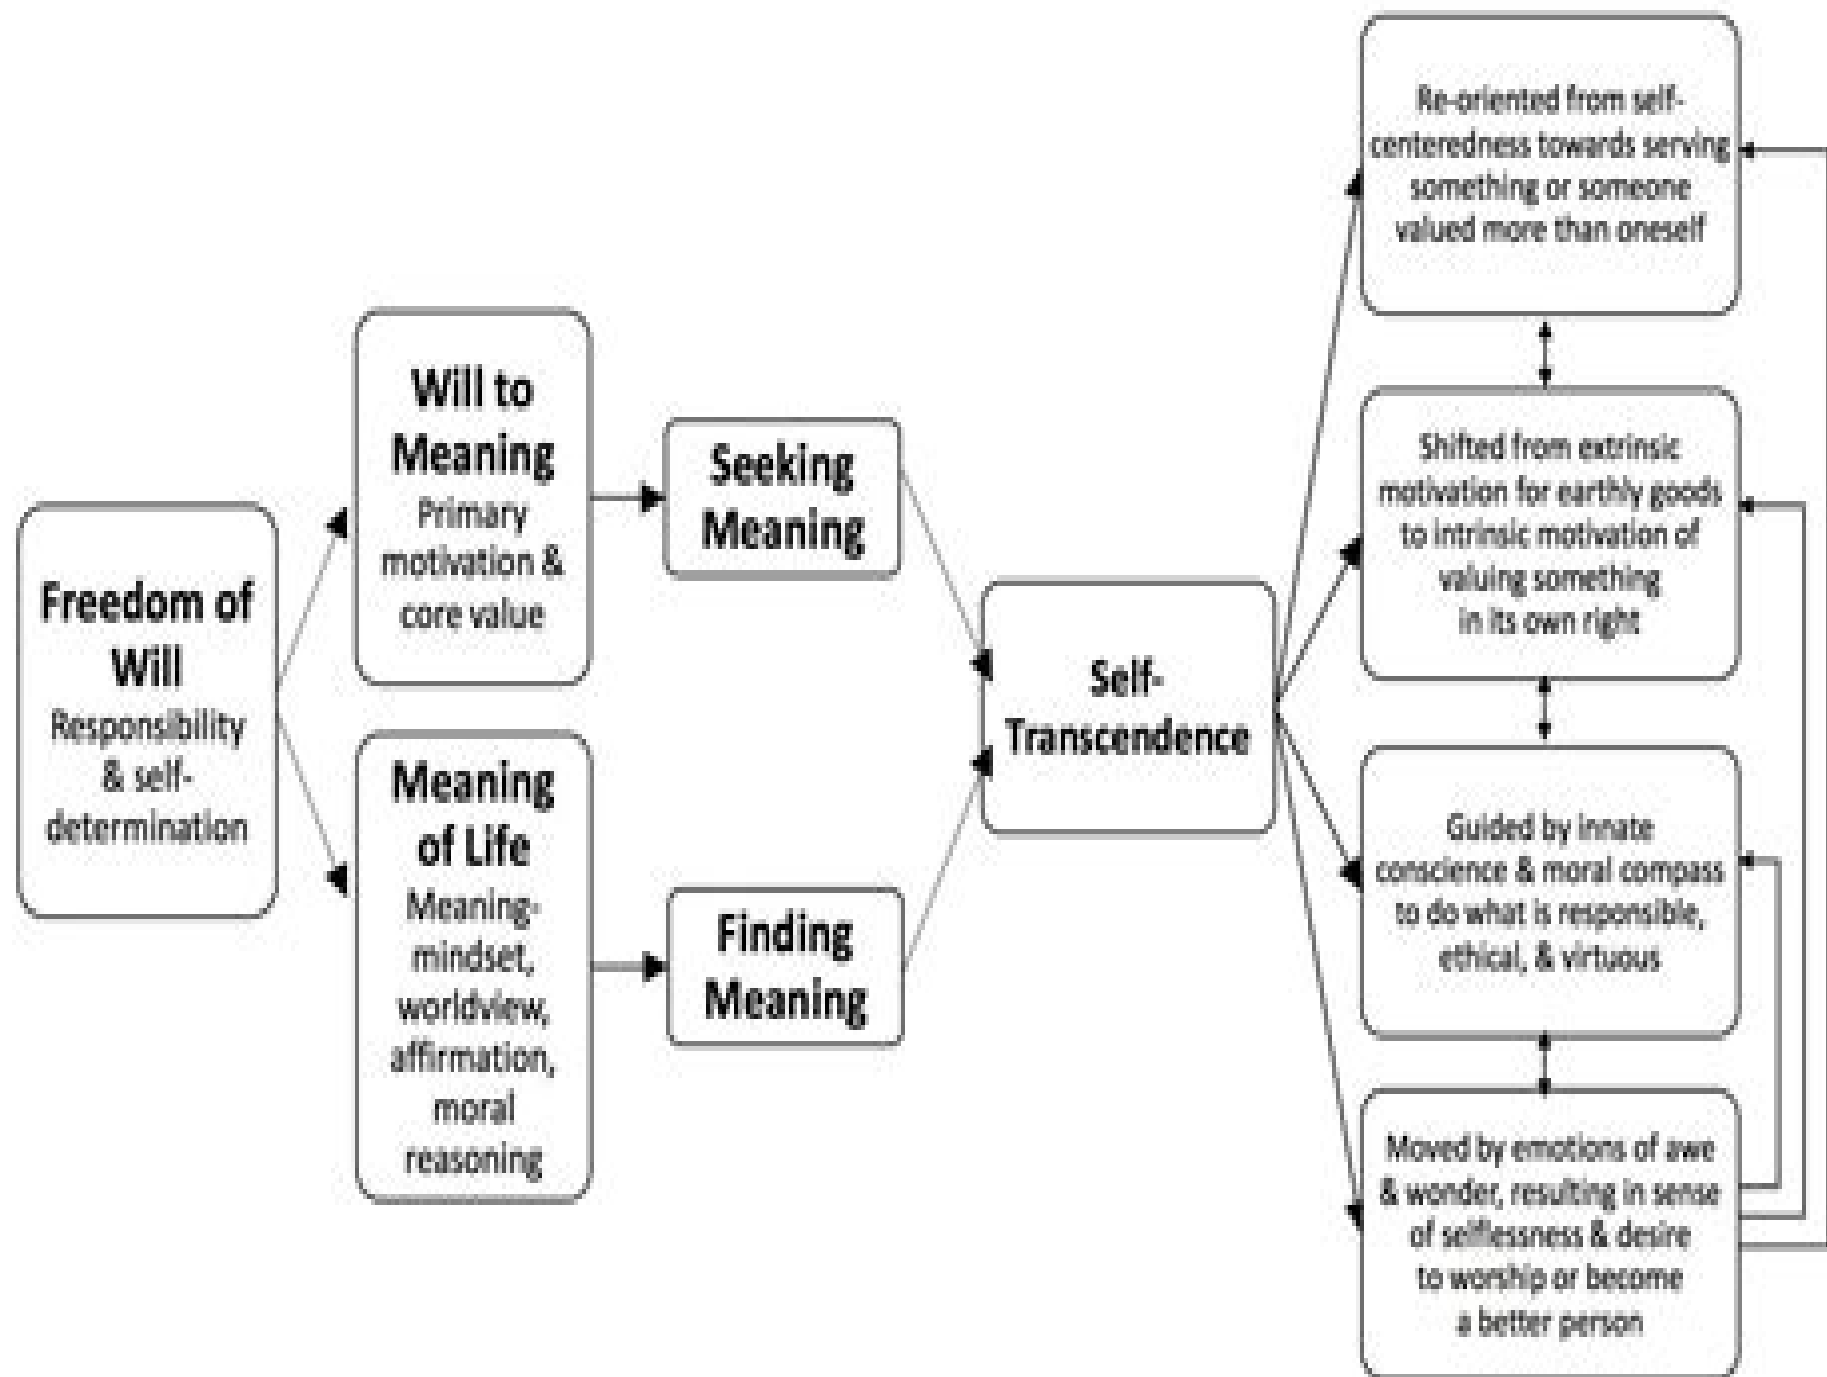 Freedom of
Will
Responsibility
& self-
determination
Will to
Meaning
Primary
motivation &
core value
Meaning
of Life
Meaning-
mindset,
worldview,
affirmation,
moral
reasoning
Seeking
Meaning
Finding
Meaning
Self-
Transcendence
Re-oriented from self-
centeredness towards serving
something or someone
valued more than oneself
Shifted from extrinsic
motivation for earthly goods
to intrinsic motivation of
valuing something
in its own right
Guided by innate
conscience & moral compass
to do what is responsible,
ethical, & virtuous
Moved by emotions of awe
& wonder, resulting in sense
of selflessness & desire
to worship or become
a better person